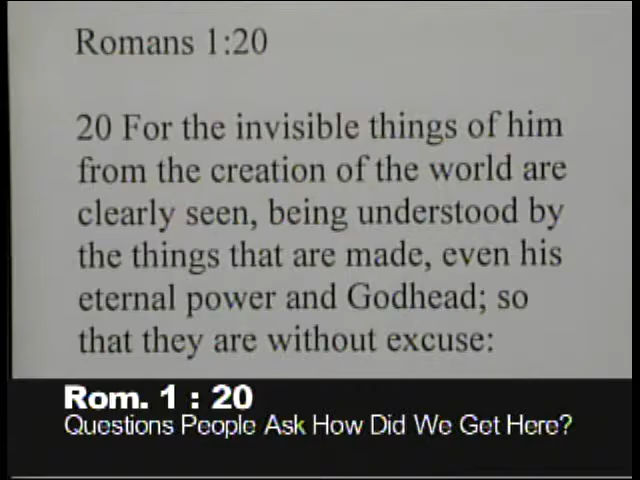 Romans 1:20
20 For the invisible things of him
from the creation of the world are
clearly seen, being understood by
the things that are made, even his
eternal power and Godhead; so
that they are without excuse:
Rom. 1 : 20
Questions People Ask How Did We Get Here?